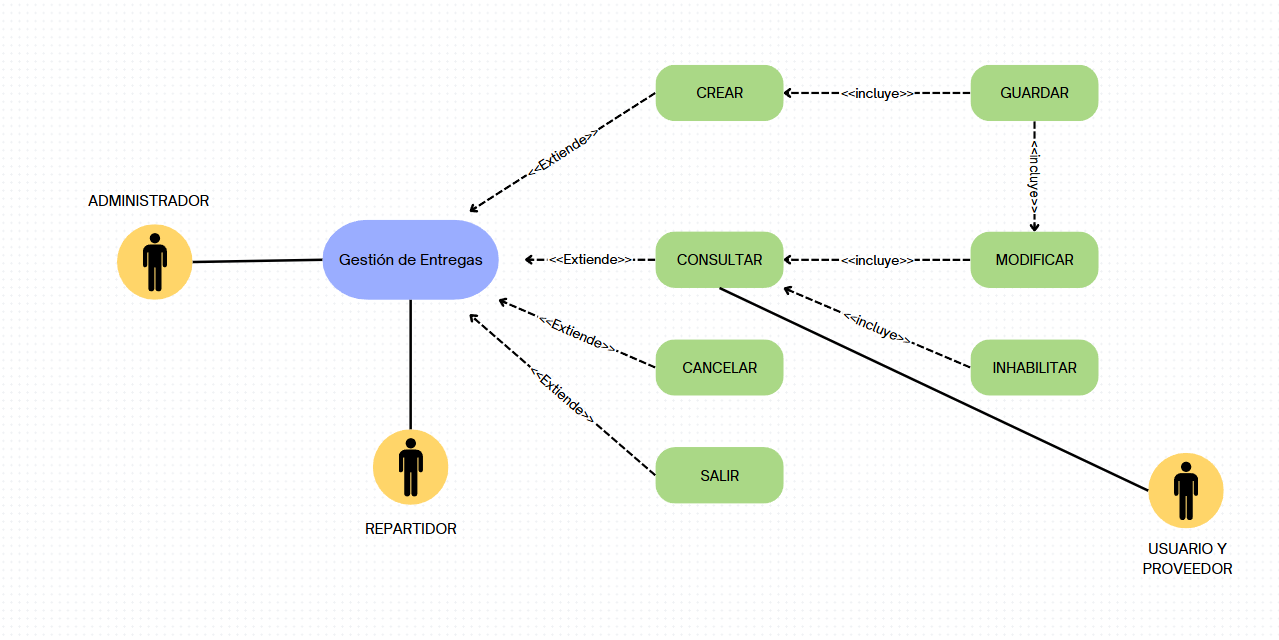 CREAR
<<incluye>>
GUARDAR
<<Extiende>>
<<incluye>>
ADMINISTRADOR
Gestión de Entregas
<<Extiende>>
CONSULTAR
<<incluye>>
MODIFICAR
<<Extiende>>
<<incluye>>
CANCELAR
INHABILITAR
<<Extiende>>
SALIR
REPARTIDOR
USUARIO Y
PROVEEDOR